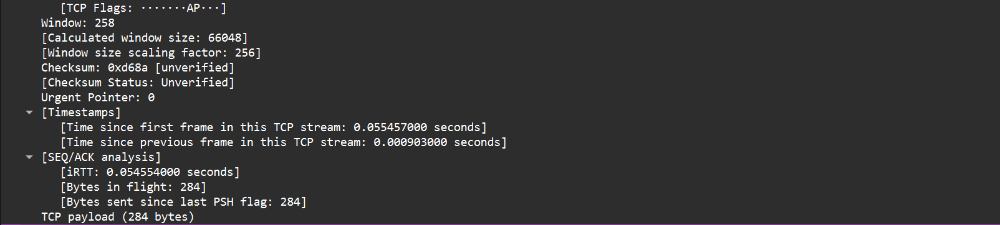 [TCP Flags: ·······AP···]
Window: 258
[Calculated window size: 66048]
[Window size scaling factor: 256]
Checksum: 0xd68a [unverified]
[Checksum Status: Unverified]
Urgent Pointer: 0
[Timestamps]
[Time since first frame in this TCP stream: 0.055457000 seconds]
[Time since previous frame in this TCP stream: 0.000903000 seconds]
[SEQ/ACK analysis]
[iRTT: 0.054554000 seconds]
[Bytes in flight: 284]
[Bytes sent since last PSH flag: 284]
TCP payload (284 bytes)